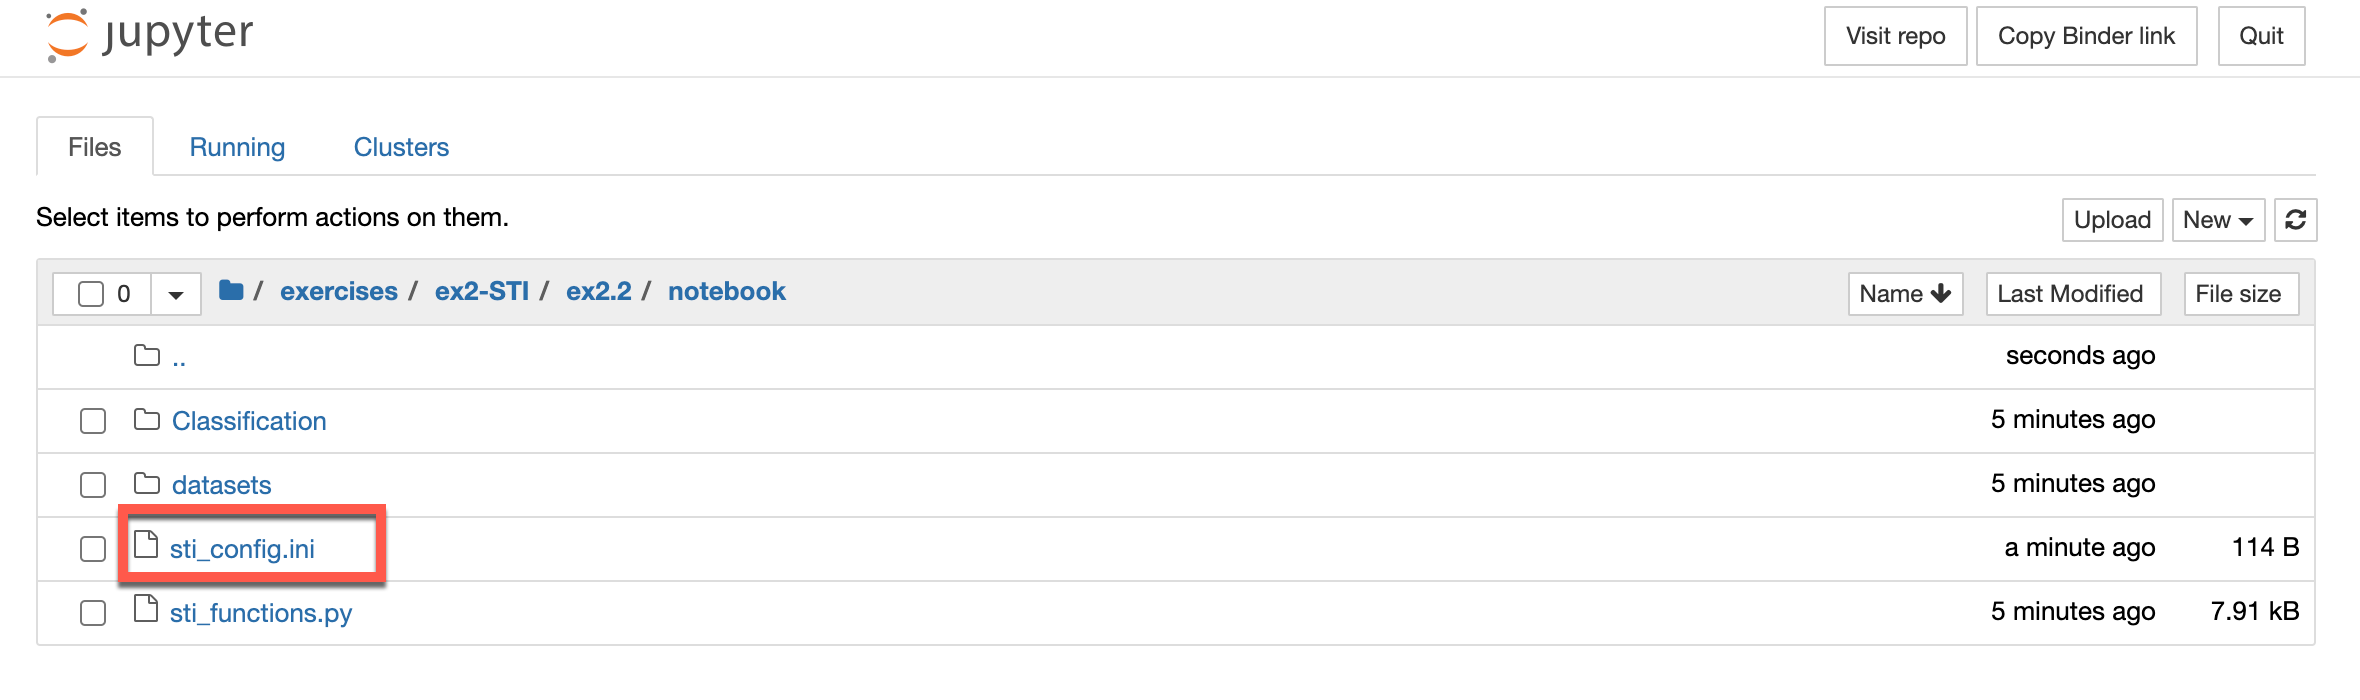 jupyter
Visit repo Copy Binder link Quit
Files Running Clusters
Select items to perform actions on them.
Upload New
0 / exercises / ex2-STI / ex2.2 / notebook Name Last Modified File size
.. seconds ago
Classification 5 minutes ago
datasets 5 minutes ago
sti_config.ini a minute ago 114 B
sti_functions.py 5 minutes ago 7.91 kB